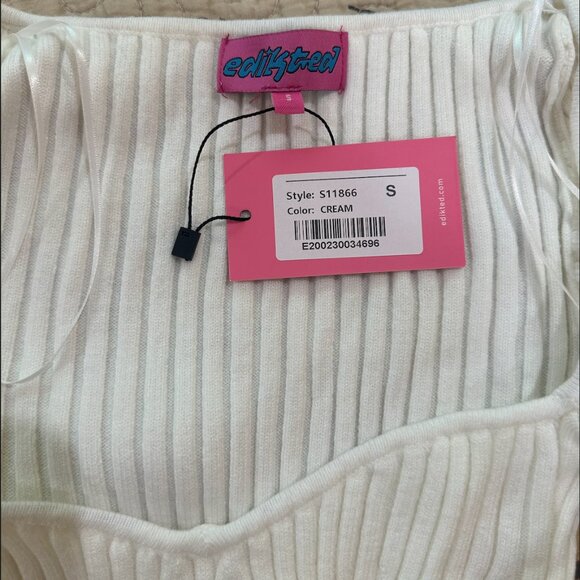 edikted
S
Style: S11866 S
Color: CREAM
E200230034696
edikted.com